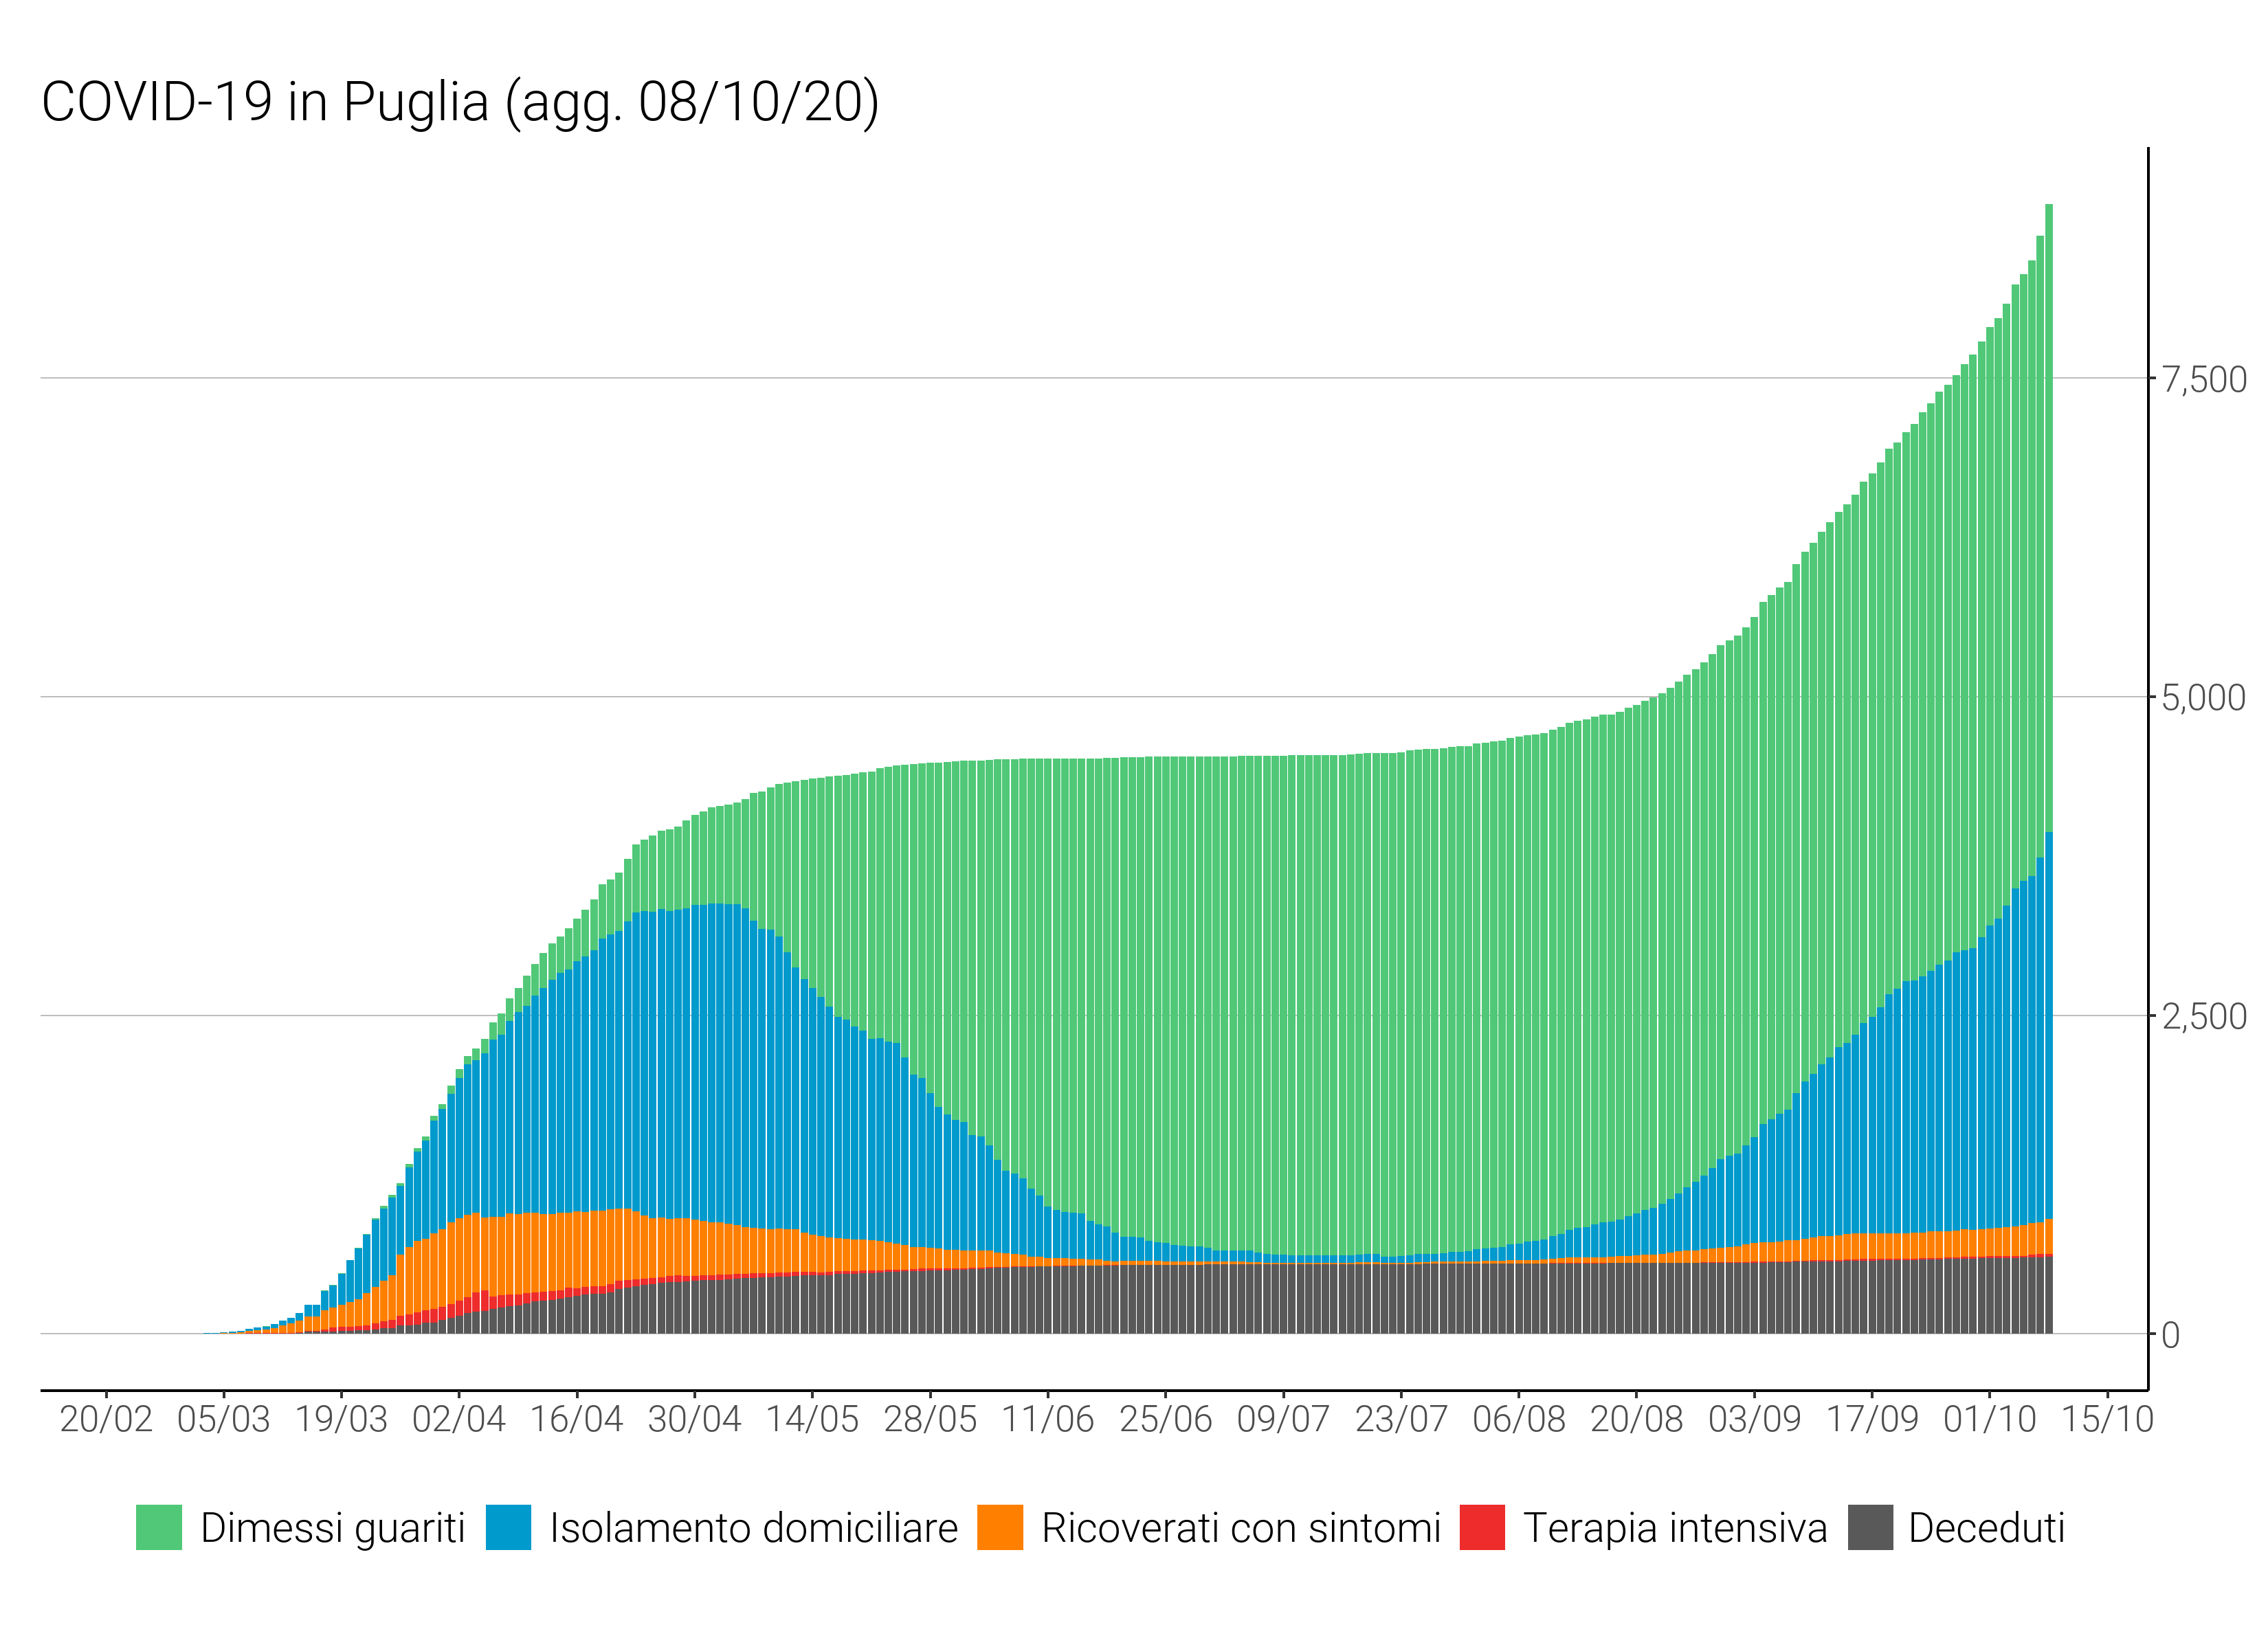 COVID-19 in Puglia (agg. 08/10/20)
7,500
5,000
2,500
0
20/02 05/03 19/03 02/04 16/04 30/04 14/05 28/05 11/06 25/06 09/07 23/07 06/08 20/08 03/09 17/09 01/10 15/10
Dimessi guariti Isolamento domiciliare Ricoverati con sintomi Terapia intensiva Deceduti